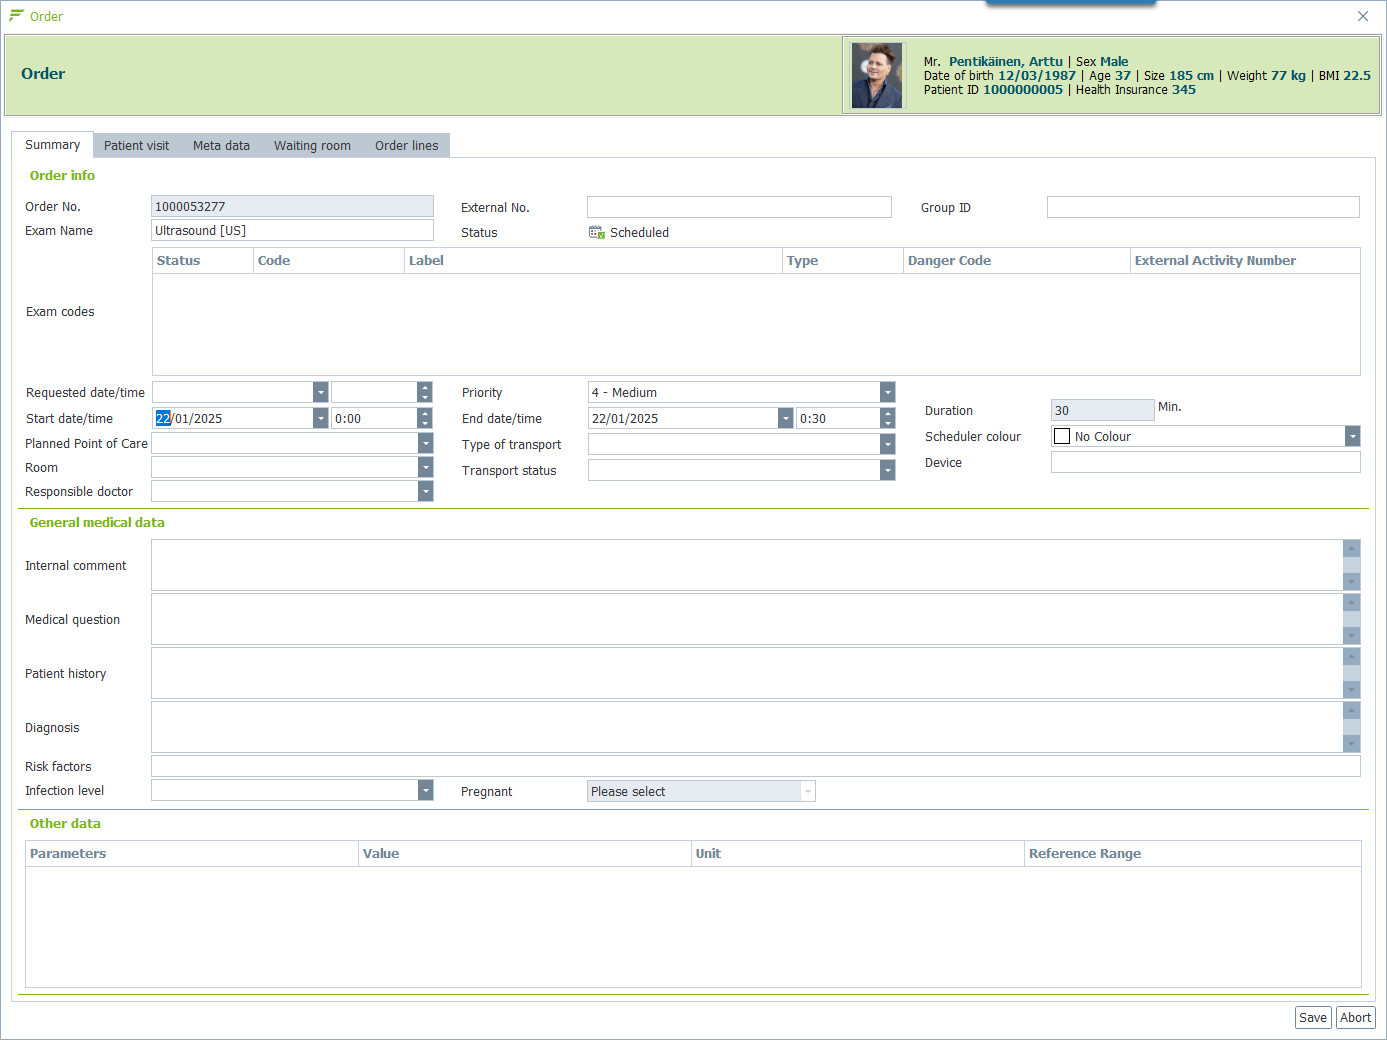 Order
Order
Mr. Pentikäinen, Arttu | Sex Male
Date of birth 12/03/1987 | Age 37 | Size 185 cm | Weight 77 kg | BMI 22.5
Patient ID 1000000005 | Health Insurance 345
Summary Patient visit Meta data Waiting room Order lines
Order info
Order No. 1000053277 External No. Group ID
Exam Name Ultrasound [US] Status Scheduled
Status Code Label Type Danger Code External Activity Number
Exam codes
Requested date/time Priority 4 - Medium
Start date/time 22/01/2025 0:00 End date/time 22/01/2025 0:30 Duration 30 Min.
Planned Point of Care Type of transport Scheduler colour No Colour
Room Transport status Device
Responsible doctor
General medical data
Internal comment
Medical question
Patient history
Diagnosis
Risk factors
Infection level Pregnant Please select
Other data
Parameters Value Unit Reference Range
Save Abort